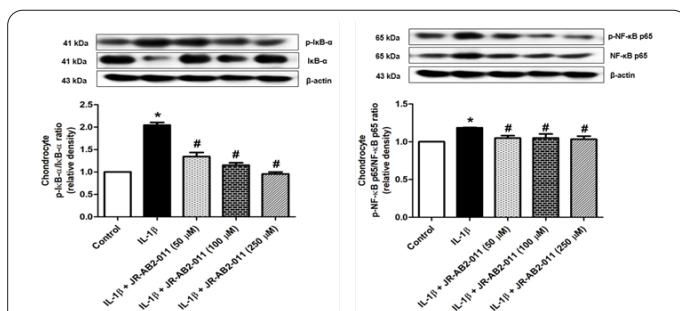 41 kDa p-IκB-α
41 kDa IκB-α
43 kDa β-actin
Chondrocyte
p-IκB-α/IκB-α ratio
(relative density)
2.5
2.0
1.5
1.0
0.5
0.0
*
#
#
#
Control
IL-1β
IL-1β + JR-AB2-011 (50 μM)
IL-1β + JR-AB2-011 (100 μM)
IL-1β + JR-AB2-011 (250 μM)
65 kDa p-NF-κB p65
65 kDa NF-κB p65
43 kDa β-actin
Chondrocyte
p-NF-κB p65/NF-κB p65 ratio
(relative density)
1.5
1.0
0.5
0.0
*
#
#
#
Control
IL-1β
IL-1β + JR-AB2-011 (50 μM)
IL-1β + JR-AB2-011 (100 μM)
IL-1β + JR-AB2-011 (250 μM)